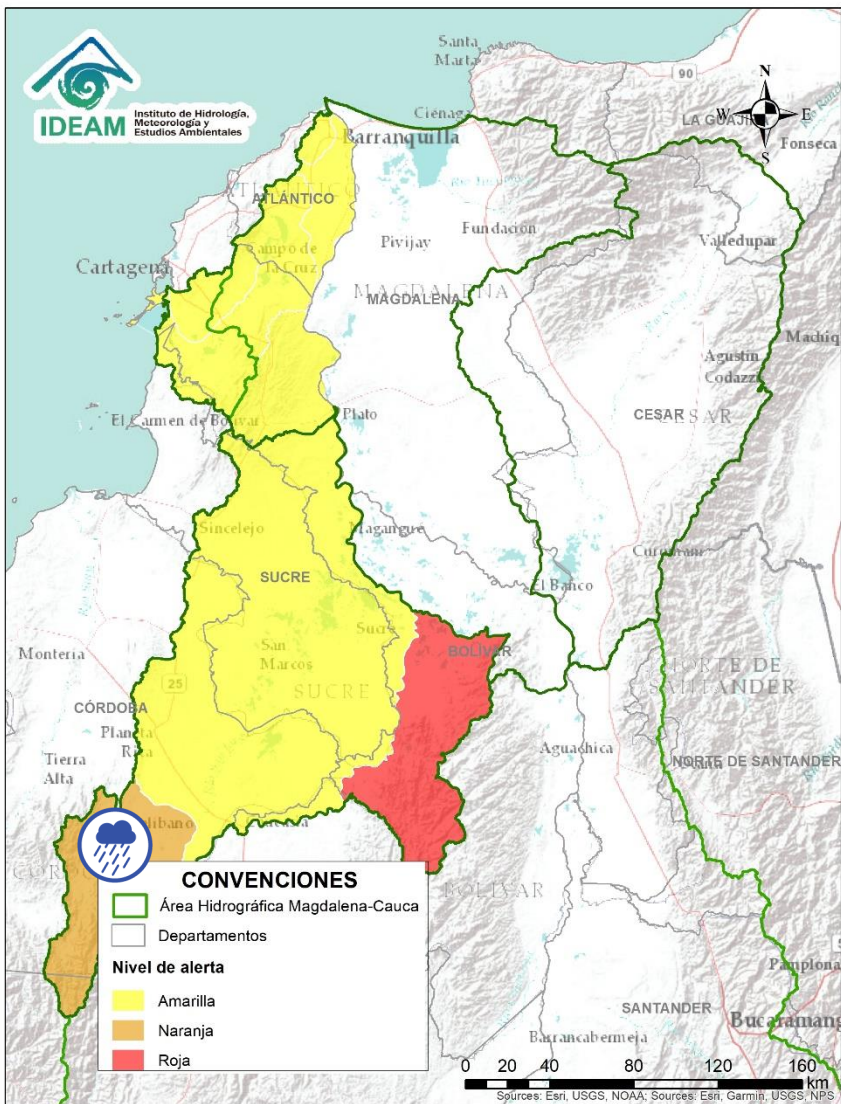 Santa
Marta
90
N
W
E
S
IDEAM
Instituto de Hidrología,
Meteorología y
Estudios Ambientales
Ciénaga
LA GUAJIRA
Barranquilla
Fonseca
ATLÁNTICO
Pivijay
Fundación
Valledupar
Campo de
la Cruz
Cartagena
MAGDALENA
MAGDALENA
Agustín
Codazzi
CESAR
CESAR
El Carmen de Bolívar
Plato
Sincelejo
Magangué
SUCRE
El Banco
San
Marcos
Sucre
BOLÍVAR
Montería
25
SUCRE
NORTE DE
SANTANDER
CÓRDOBA
Planeta
Rica
Aguachica
NORTE DE SANTANDER
Tierra
Alta
BOLÍVAR
CONVENCIONES
Área Hidrográfica Magdalena-Cauca
Departamentos
Nivel de alerta
Amarilla
Naranja
Roja
Pamplona
SANTANDER
Bucaramang
Barrancabermeja
0 20 40 80 120 160
km
Sources: Esri, USGS, NOAA; Sources: Esri, Garmin, USGS, NPS